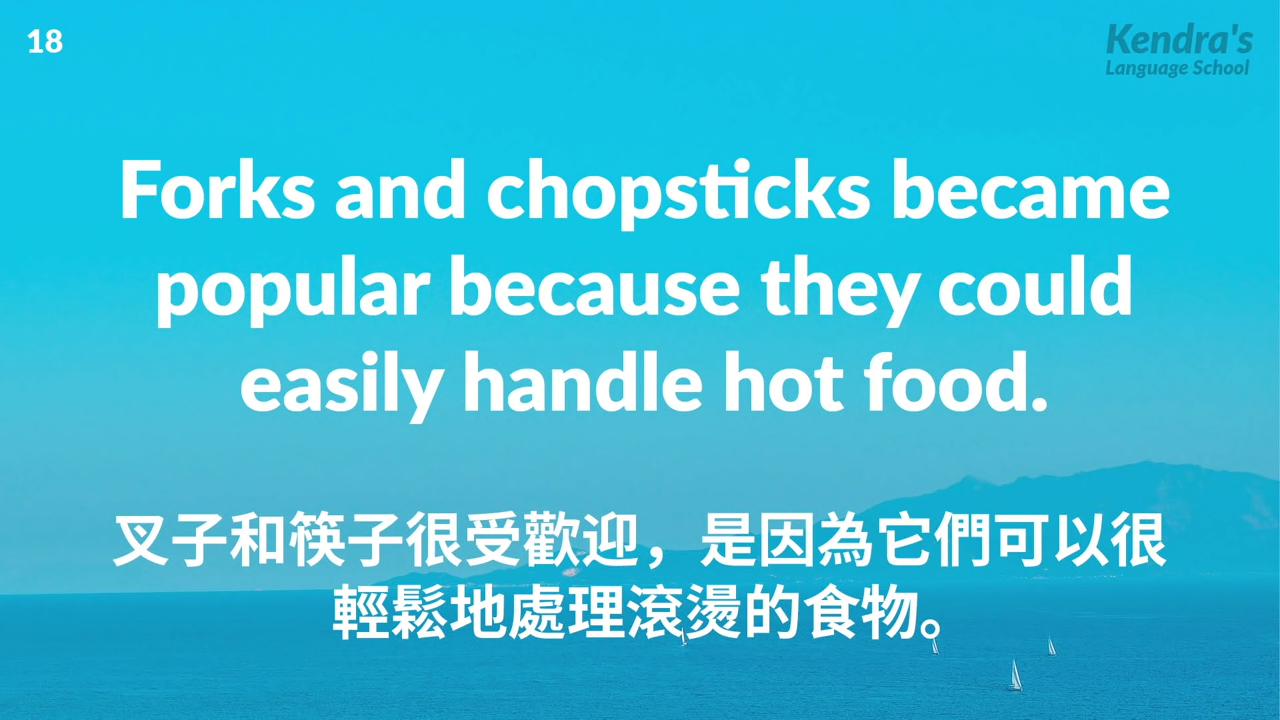 18
Kendra's
Language School
Forks and chopsticks became
popular because they could
easily handle hot food.
叉子和筷子很受歡迎，是因為它們可以很
輕鬆地處理滾燙的食物。